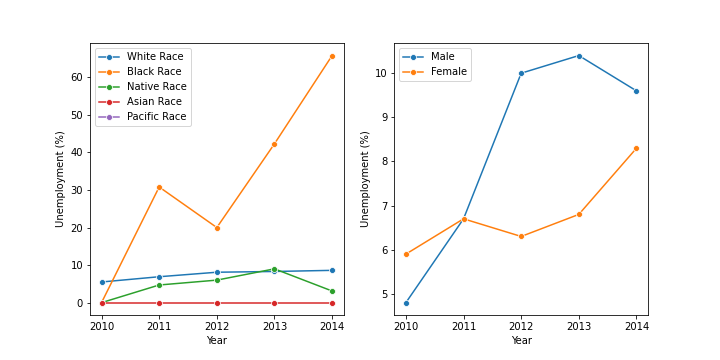 White Race
Black Race
Native Race
Asian Race
Pacific Race
Unemployment (%)
60
50
40
30
20
10
0
2010 2011 2012 2013 2014
Year
Male
Female
Unemployment (%)
10
9
8
7
6
5
2010 2011 2012 2013 2014
Year